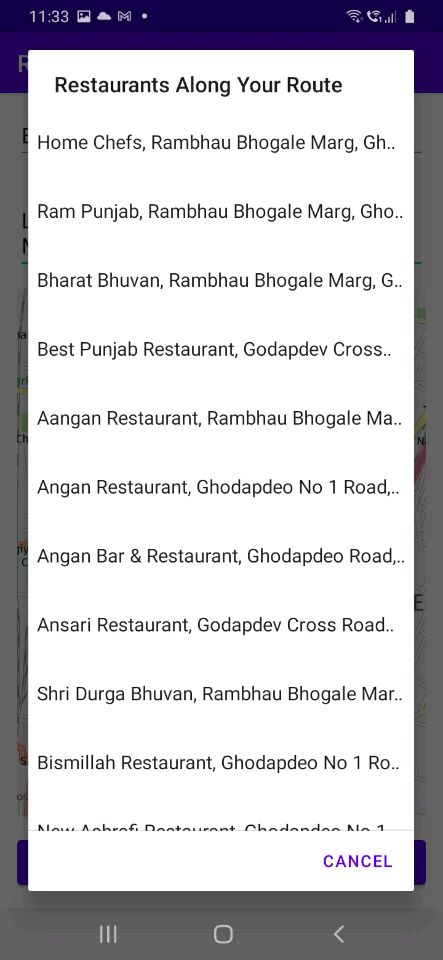 11:33
R
Restaurants Along Your Route
Home Chefs, Rambhau Bhogale Marg, Gh..
Ram Punjab, Rambhau Bhogale Marg, Gho..
Bharat Bhuvan, Rambhau Bhogale Marg, G..
Best Punjab Restaurant, Godapdev Cross..
Aangan Restaurant, Rambhau Bhogale Ma..
Angan Restaurant, Ghodapdeo No 1 Road,..
Angan Bar & Restaurant, Ghodapdeo Road,..
Ansari Restaurant, Godapdev Cross Road..
Shri Durga Bhuvan, Rambhau Bhogale Mar..
Bismillah Restaurant, Ghodapdeo No 1 Ro..
New Ashrafi Restaurant, Ghodapdeo No 1
CANCEL